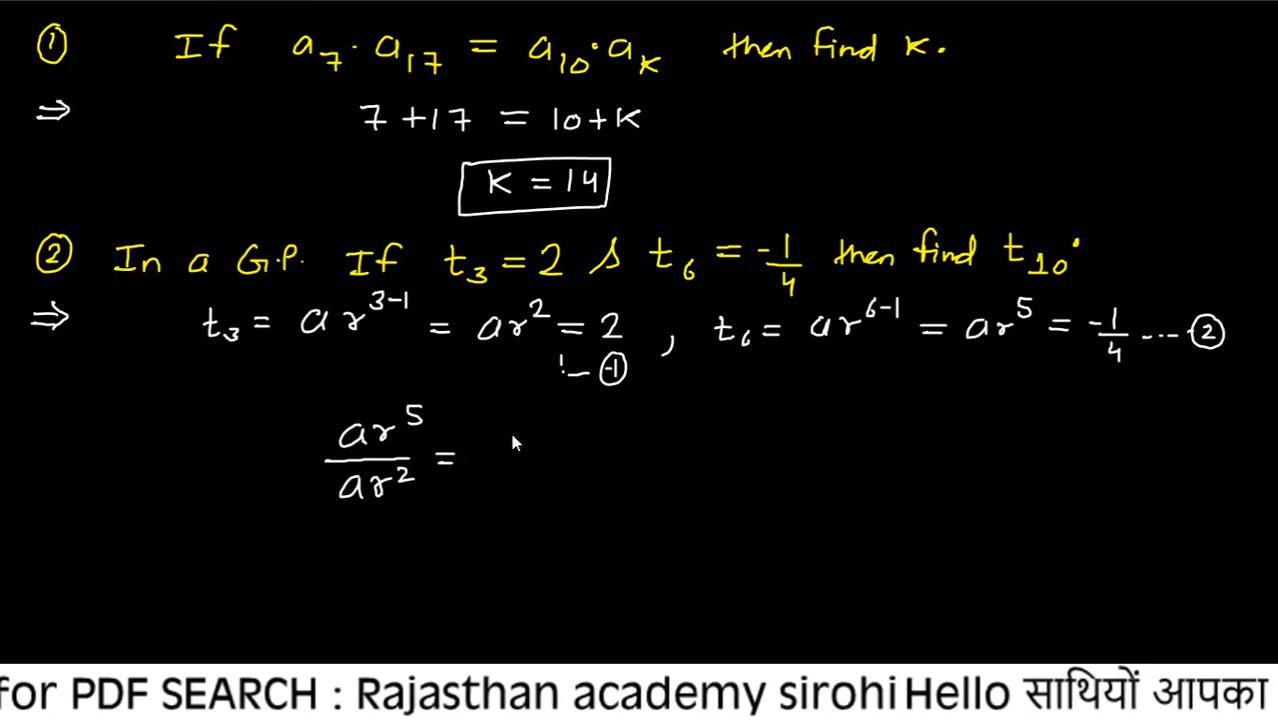 ① If a₇ · a₁₇ = a₁₀ · aₖ then find K.
⇒ 7 + 17 = 10 + K
K = 14
② In a G.P. If t₃ = 2 & t₆ = -1/4 then find t₁₀.
⇒ t₃ = ar³⁻¹ = ar² = 2 , t₆ = ar⁶⁻¹ = ar⁵ = -1/4 ---- ②
!-- ①
ar⁵/ar² =
for PDF SEARCH : Rajasthan academy sirohi Hello साथियों आपका